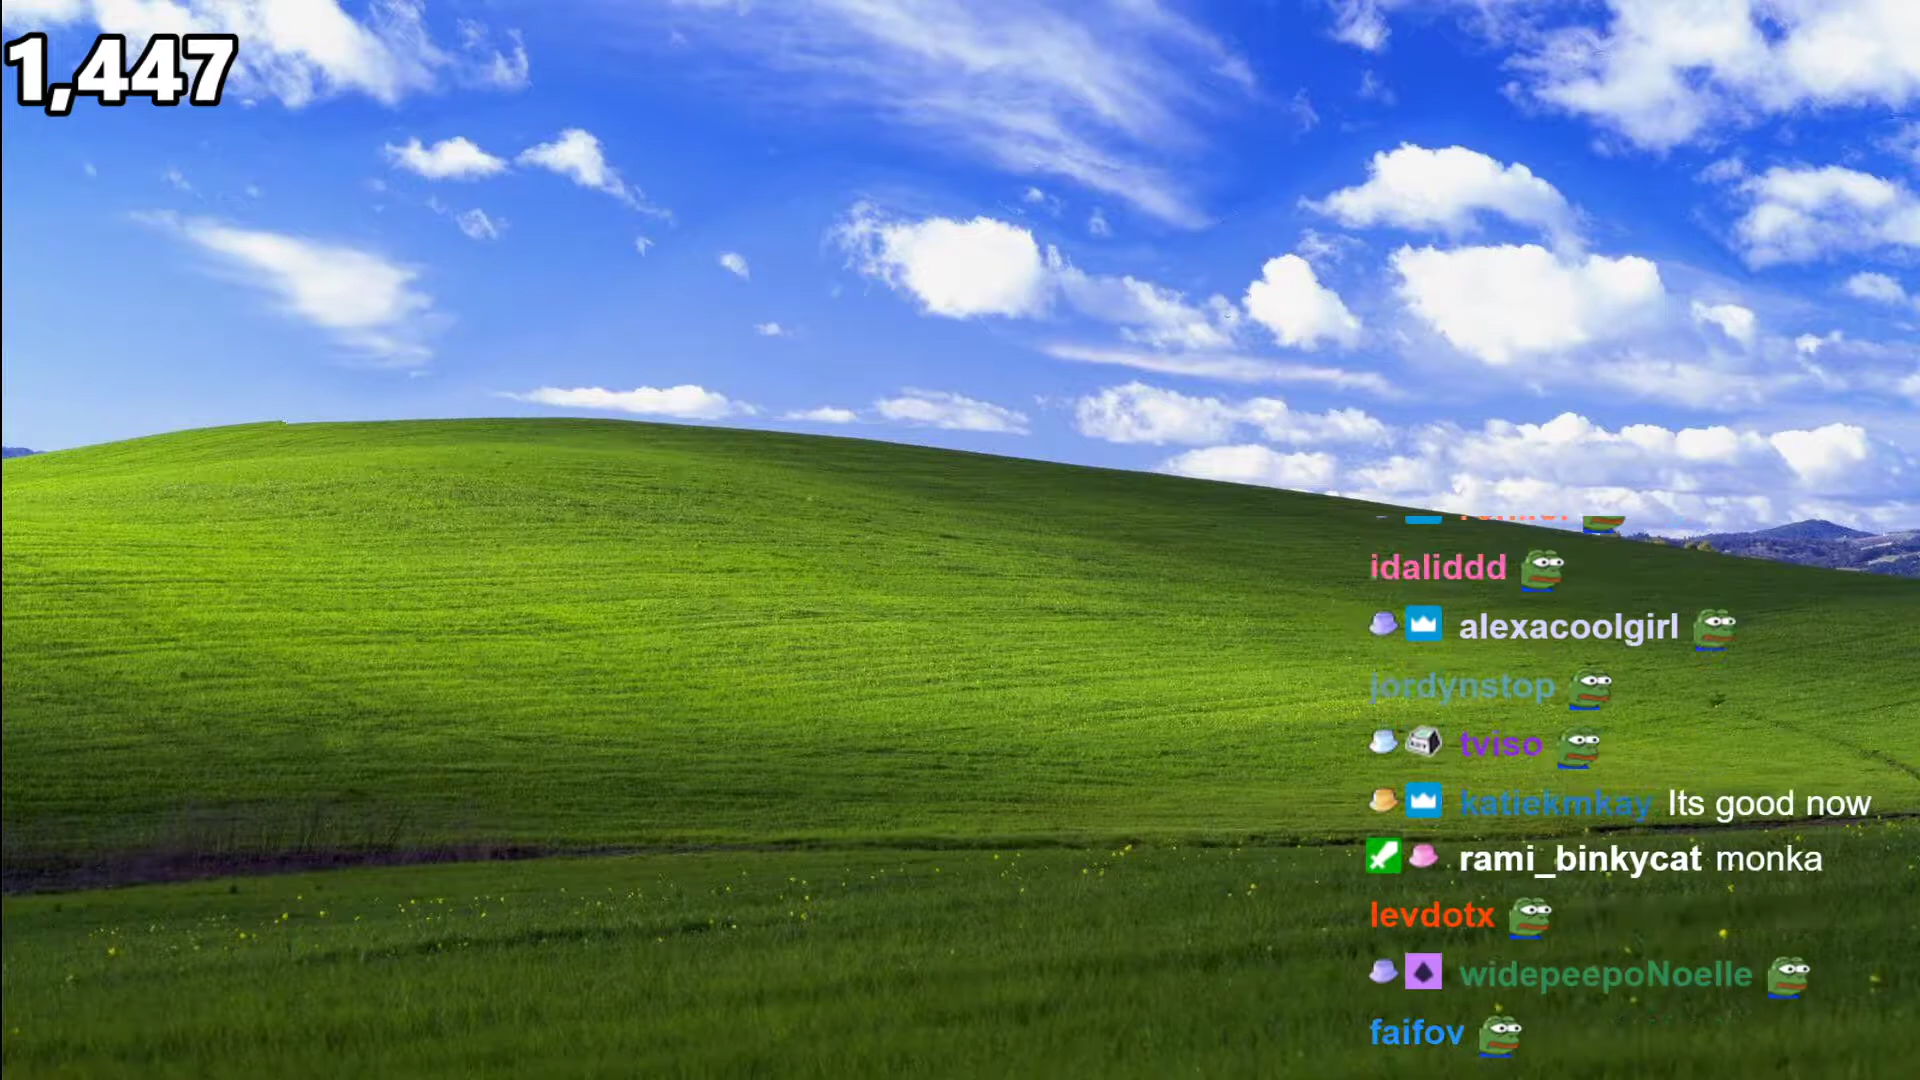 1,447
idaliddd
alexacoolgirl
jordynstop
tviso
katiekmkay Its good now
rami_binkycat monka
levdotx
widepeepoNoelle
faifov